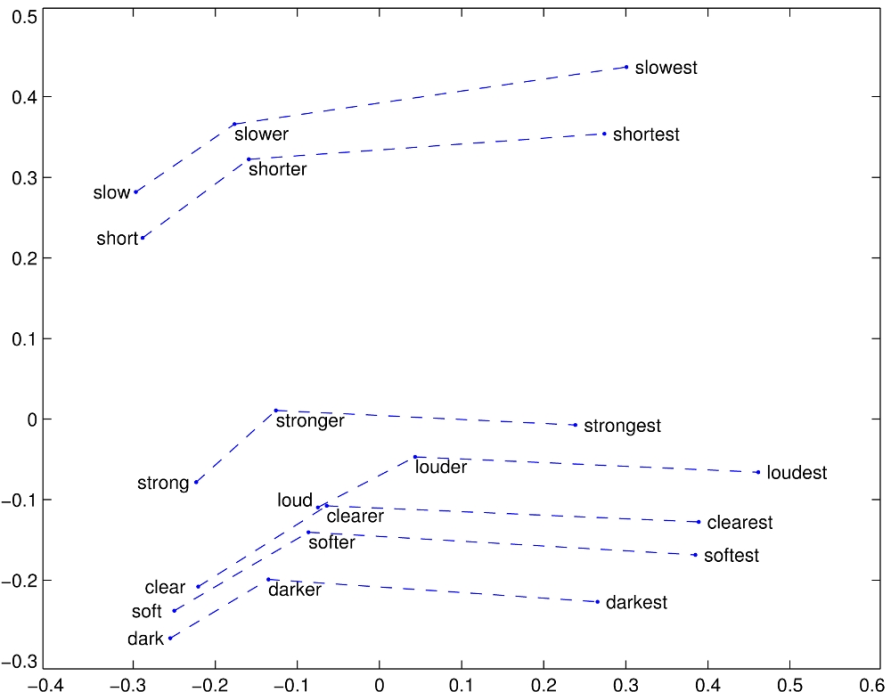 0.5
slowest
0.4
slower
shortest
shorter
0.3
slow
short
0.2
0.1
0
stronger
strongest
louder
loudest
strong
−0.1
loud
clearer
clearest
softer
softest
−0.2
clear
darker
soft
darkest
dark
−0.3
−0.4 −0.3 −0.2 −0.1 0 0.1 0.2 0.3 0.4 0.5 0.6